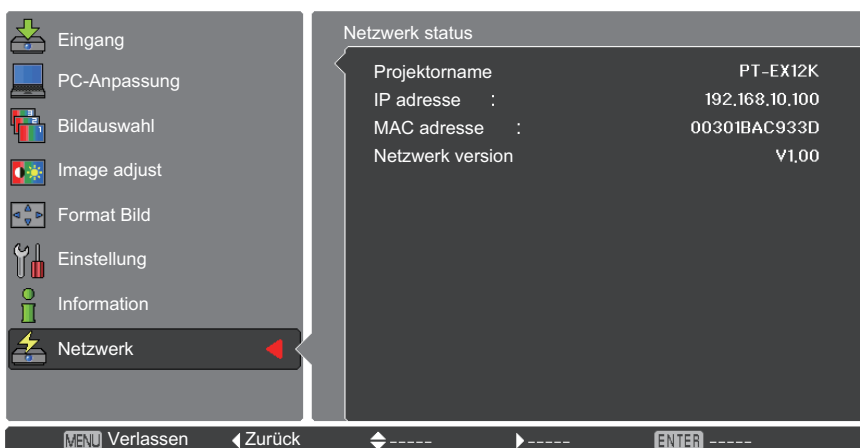 Eingang
PC-Anpassung
Bildauswahl
Image adjust
Format Bild
Einstellung
Information
Netzwerk
Netzwerk status
Projektorname PT-EX12K
IP adresse : 192.168.10.100
MAC adresse : 00301BAC933D
Netzwerk version V1.00
MENU Verlassen Zurück ----- ----- ENTER -----